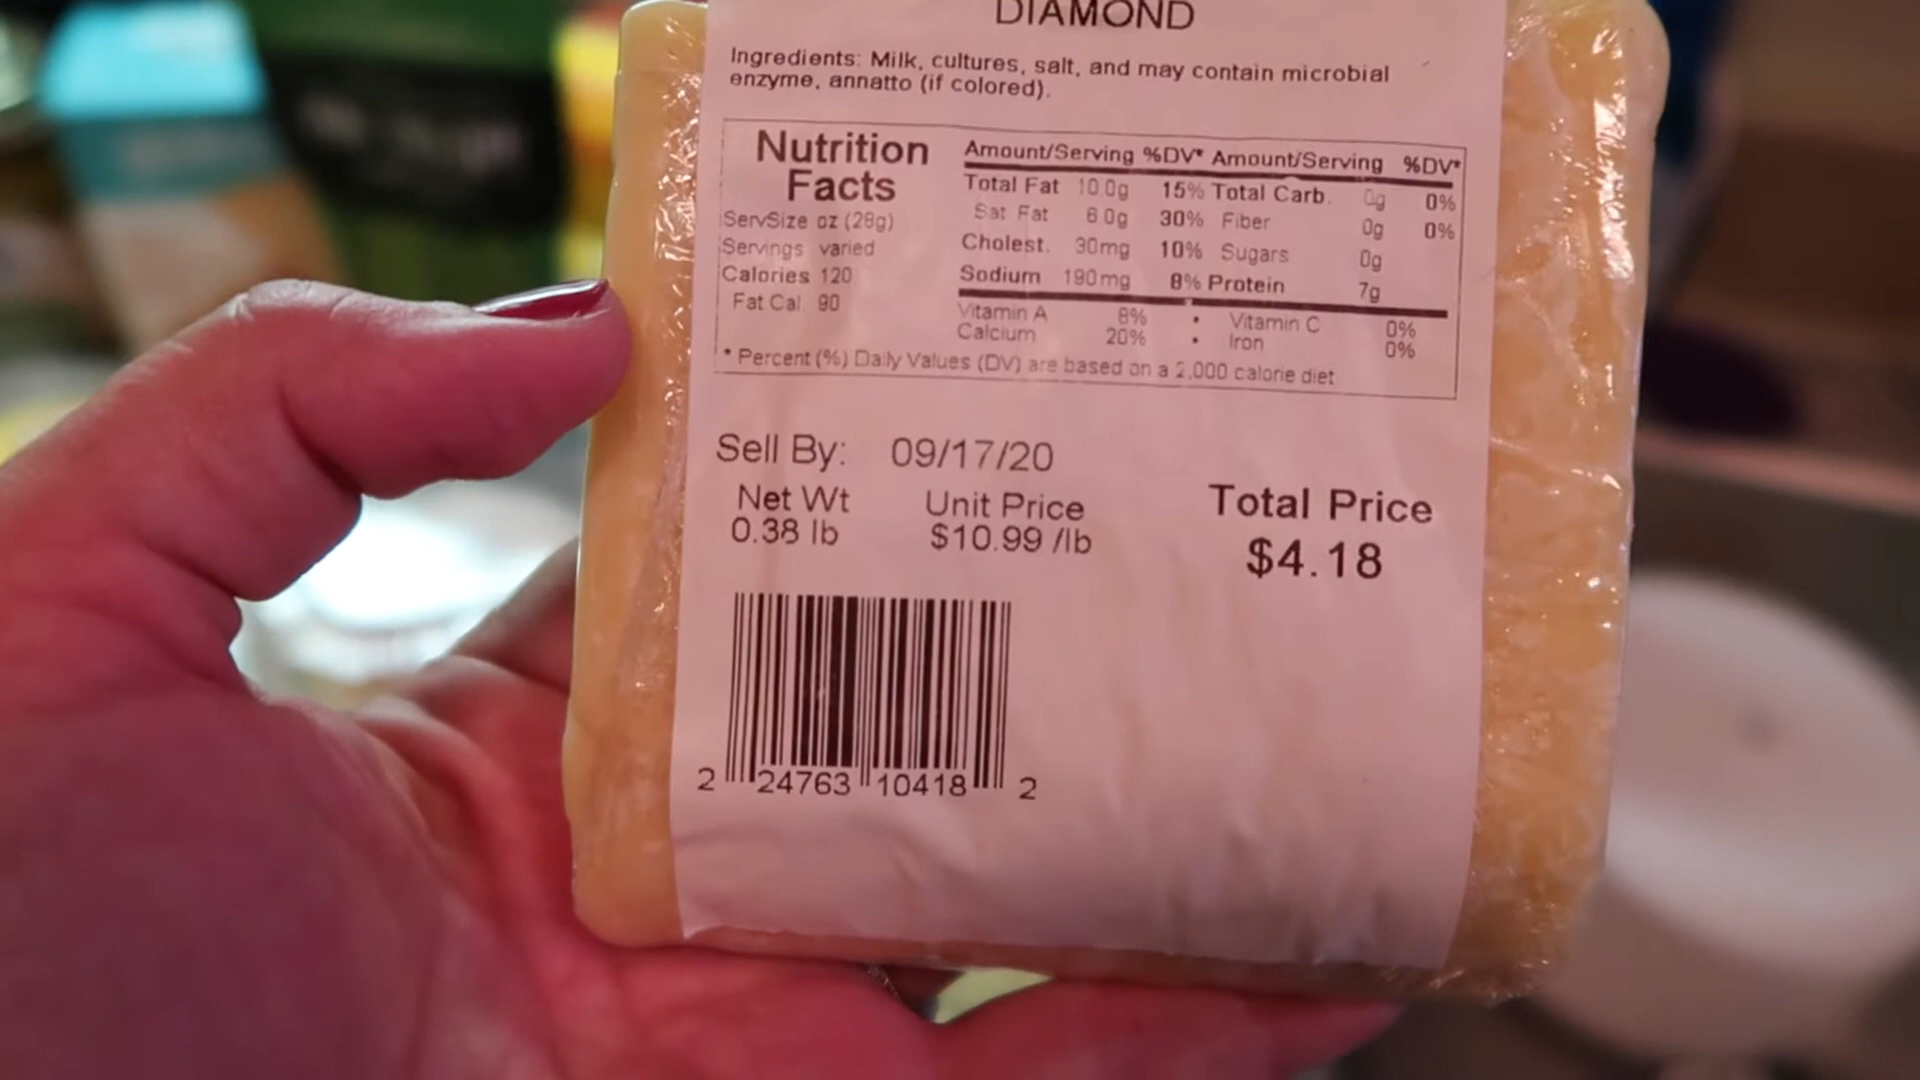 DIAMOND
Ingredients: Milk, cultures, salt, and may contain microbial
enzyme, annatto (if colored).
Nutrition
Facts
ServSize oz (28g)
Servings varied
Calories 120
Fat Cal 90
Amount/Serving %DV* Amount/Serving %DV*
Total Fat 10.0g 15% Total Carb. 0g 0%
Sat Fat 6.0g 30% Fiber 0g 0%
Cholest. 30mg 10% Sugars 0g
Sodium 190mg 8% Protein 7g
Vitamin A 8% • Vitamin C 0%
Calcium 20% • Iron 0%
* Percent (%) Daily Values (DV) are based on a 2,000 calorie diet
Sell By: 09/17/20
Net Wt Unit Price Total Price
0.38 lb $10.99 /lb $4.18
2 24763 10418 2